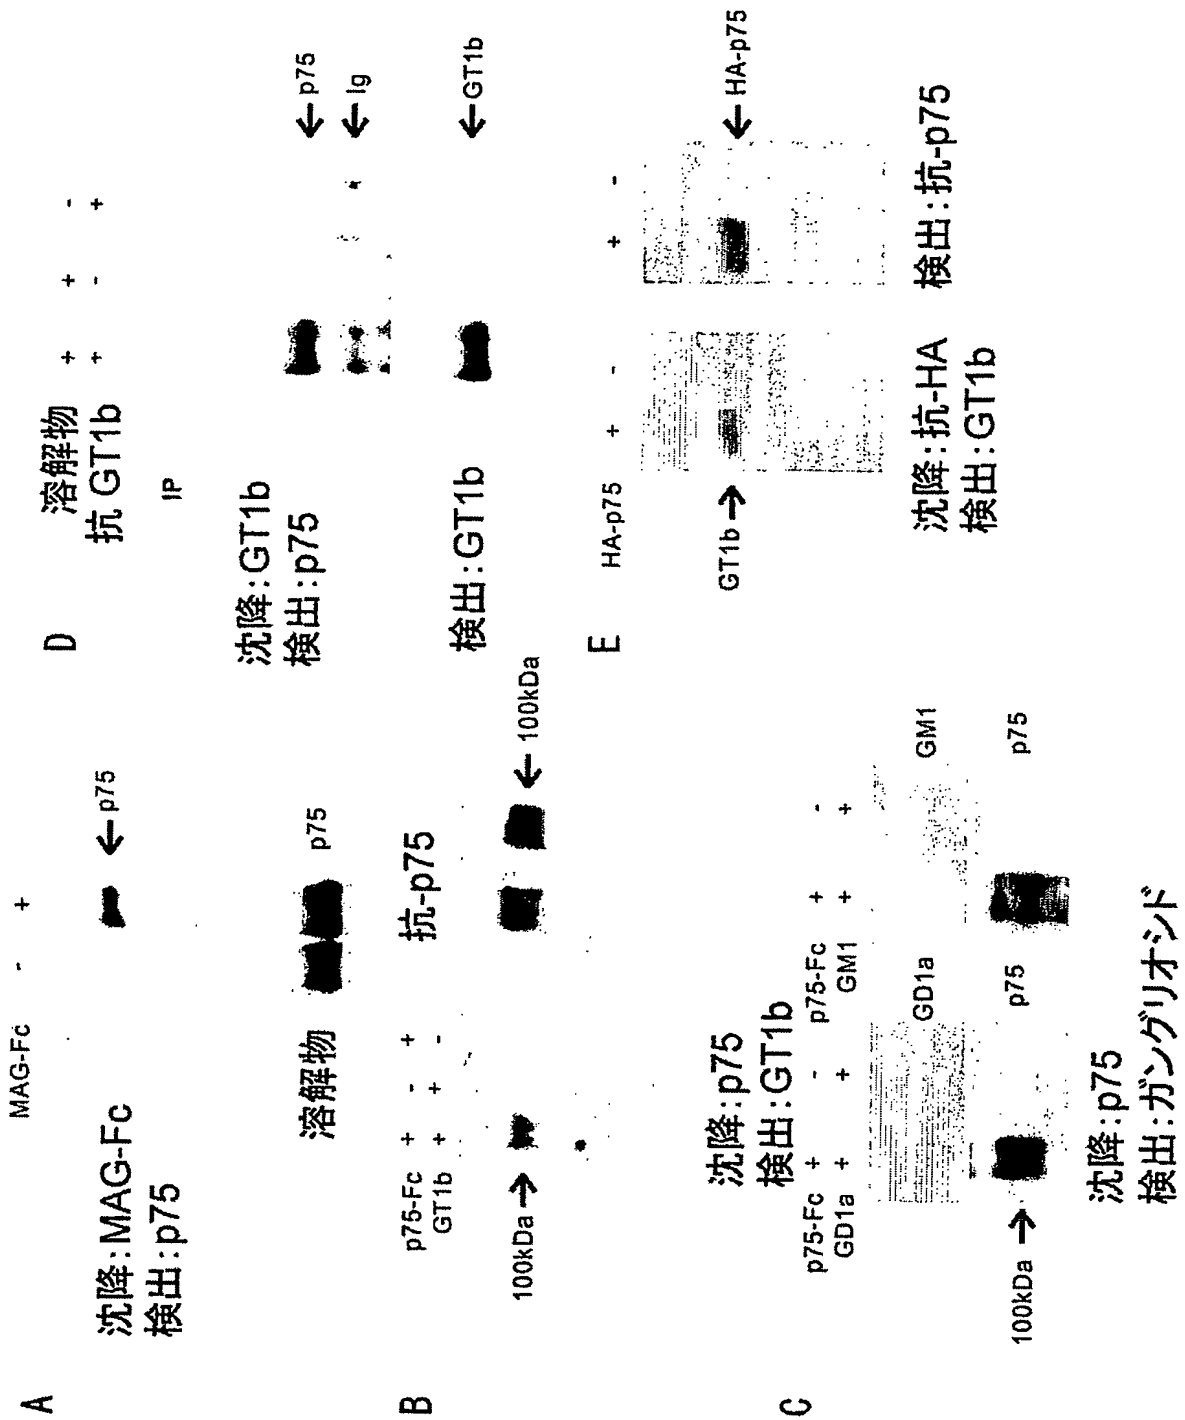 A
MAG-Fc - +
沈降:MAG-Fc
検出:p75
←p75
溶解物
p75
B
抗-p75
p75-Fc + - +
GT1b + + -
100kDa→
←100kDa
沈降:p75
検出:GT1b
C
p75-Fc + -
GD1a + +
GD1a
p75-Fc + -
GM1 + +
GM1
100kDa→
p75
p75
沈降:p75
検出:ガングリオシド
D
溶解物 + + -
抗 GT1b + - +
IP
沈降:GT1b
検出:p75
←p75
←Ig
検出:GT1b
←GT1b
E
HA-p75 + - + -
GT1b→
←HA-p75
沈降:抗-HA
検出:GT1b
検出:抗-p75